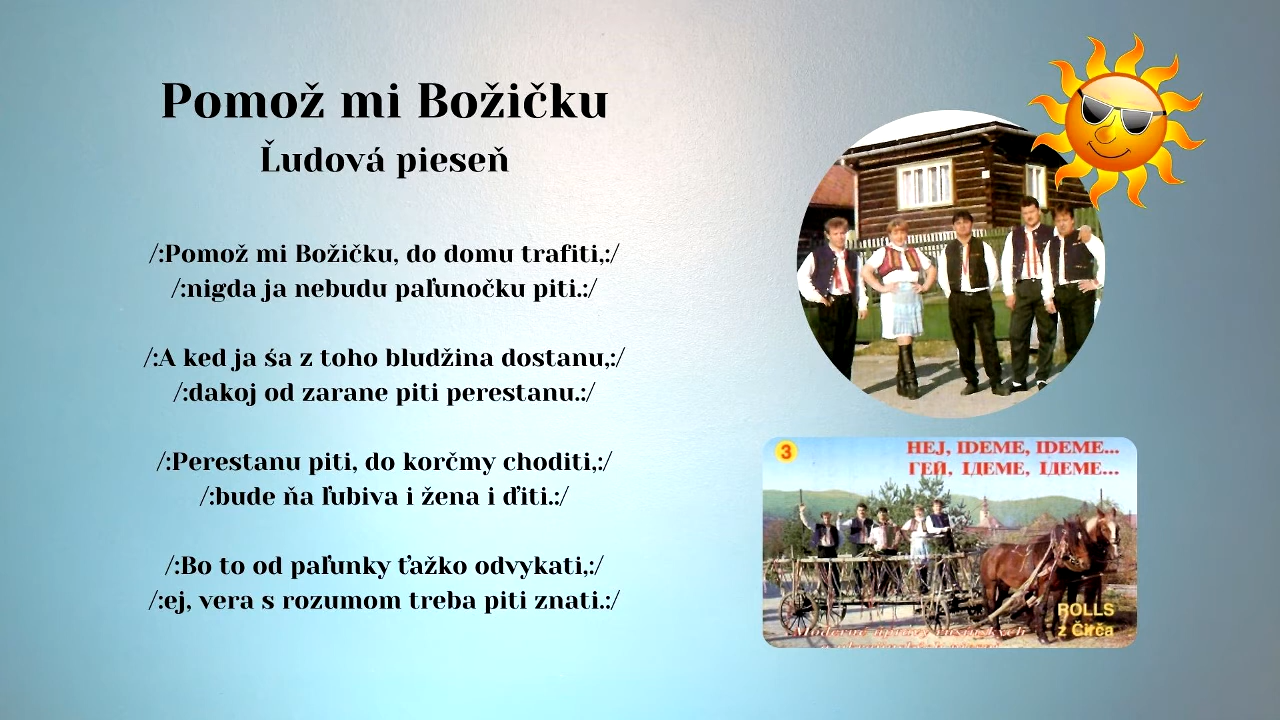 Pomož mi Božičku
Ľudová pieseň
/:Pomož mi Božičku, do domu trafiti,:/
/:nigda ja nebudu paľunočku piti.:/
/:A ked ja śa z toho bludžina dostanu,:/
/:dakoj od zarane piti perestanu.:/
/:Perestanu piti, do korčmy choditi,:/
/:bude ňa ľubiva i žena i ďiti.:/
/:Bo to od paľunky ťažko odvykati,:/
/:ej, vera s rozumom treba piti znati.:/
3
HEJ, IDEME, IDEME...
ГЕЙ, ІДЕМЕ, ІДЕМЕ...
ROLLS
z Čirča
Moderné úpravy rusínskych